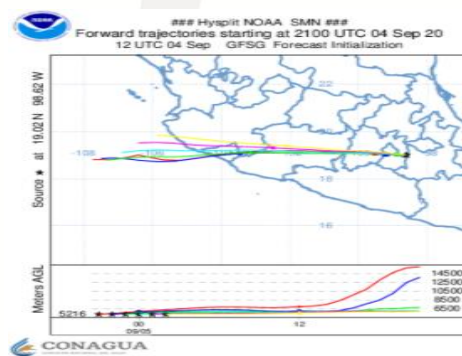 ### Hysplit NOAA SMN ###
Forward trajectories starting at 2100 UTC 04 Sep 20
12 UTC 04 Sep GFSG Forecast Initialization
Source ★ at 19.02 N 98.62 W
22
-108
18
16
Meters AGL
14500
12500
10500
8500
6500
5216
00
12
09/05
CONAGUA